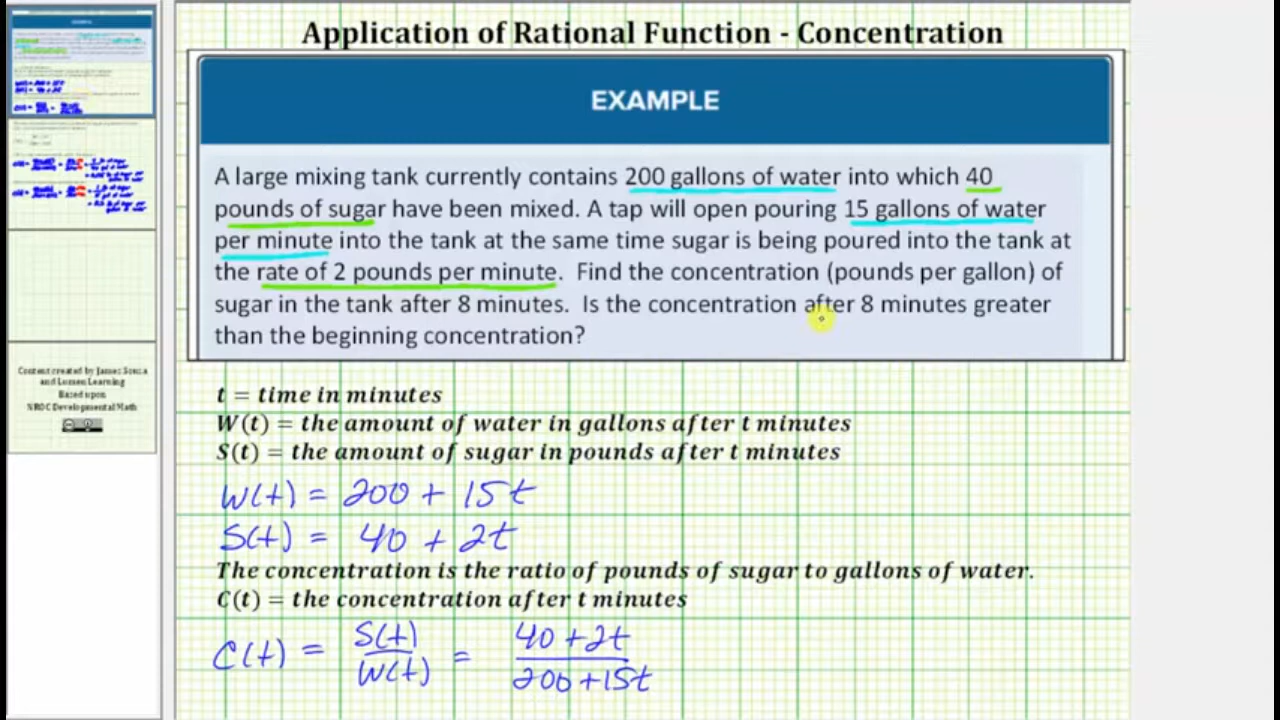 Application of Rational Function - Concentration
EXAMPLE
A large mixing tank currently contains 200 gallons of water into which 40
pounds of sugar have been mixed. A tap will open pouring 15 gallons of water
per minute into the tank at the same time sugar is being poured into the tank at
the rate of 2 pounds per minute. Find the concentration (pounds per gallon) of
sugar in the tank after 8 minutes. Is the concentration after 8 minutes greater
than the beginning concentration?
t = time in minutes
W(t) = the amount of water in gallons after t minutes
S(t) = the amount of sugar in pounds after t minutes
W(t) = 200 + 15t
S(t) = 40 + 2t
The concentration is the ratio of pounds of sugar to gallons of water.
C(t) = the concentration after t minutes
C(t) = S(t)/W(t) = 40+2t/200+15t
EXAMPLE
Content created by James Sousa
and Lumen Learning
Based upon
NROC Developmental Math